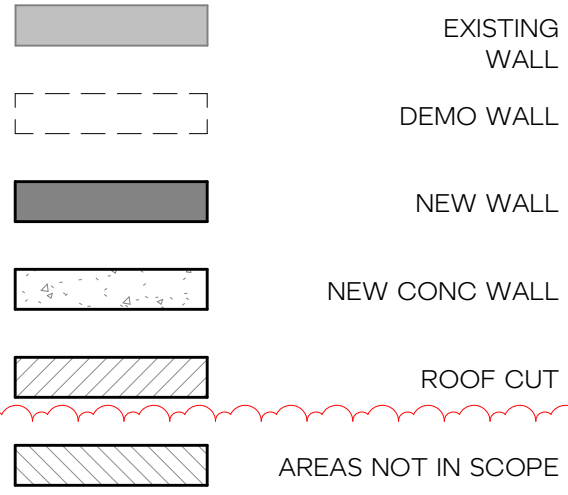 EXISTING
WALL
DEMO WALL
NEW WALL
NEW CONC WALL
ROOF CUT
AREAS NOT IN SCOPE